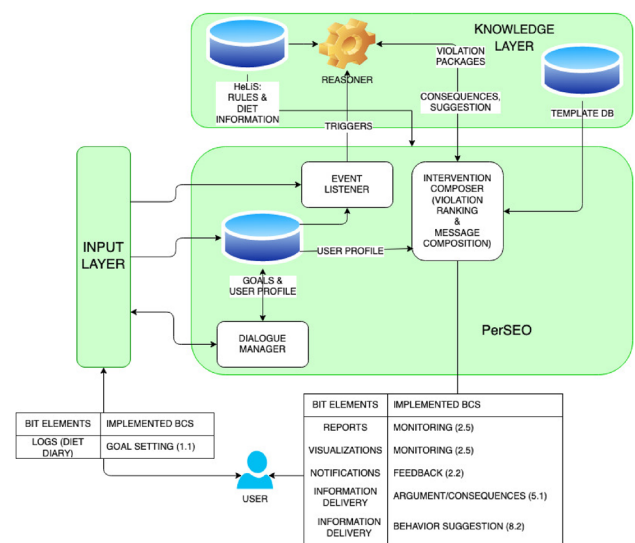 KNOWLEDGE
LAYER
REASONER
VIOLATION
PACKAGES
HeLiS:
RULES &
DIET
INFORMATION
CONSEQUENCES,
SUGGESTION
TEMPLATE DB
TRIGGERS
EVENT
LISTENER
INTERVENTION
COMPOSER
(VIOLATION
RANKING
&
MESSAGE
COMPOSITION)
INPUT
LAYER
USER PROFILE
GOALS &
USER PROFILE
DIALOGUE
MANAGER
PerSEO
BIT ELEMENTS IMPLEMENTED BCS
LOGS (DIET
DIARY) GOAL SETTING (1.1)
USER
BIT ELEMENTS IMPLEMENTED BCS
REPORTS MONITORING (2.5)
VISUALIZATIONS MONITORING (2.5)
NOTIFICATIONS FEEDBACK (2.2)
INFORMATION
DELIVERY ARGUMENT/CONSEQUENCES (5.1)
INFORMATION
DELIVERY BEHAVIOR SUGGESTION (8.2)